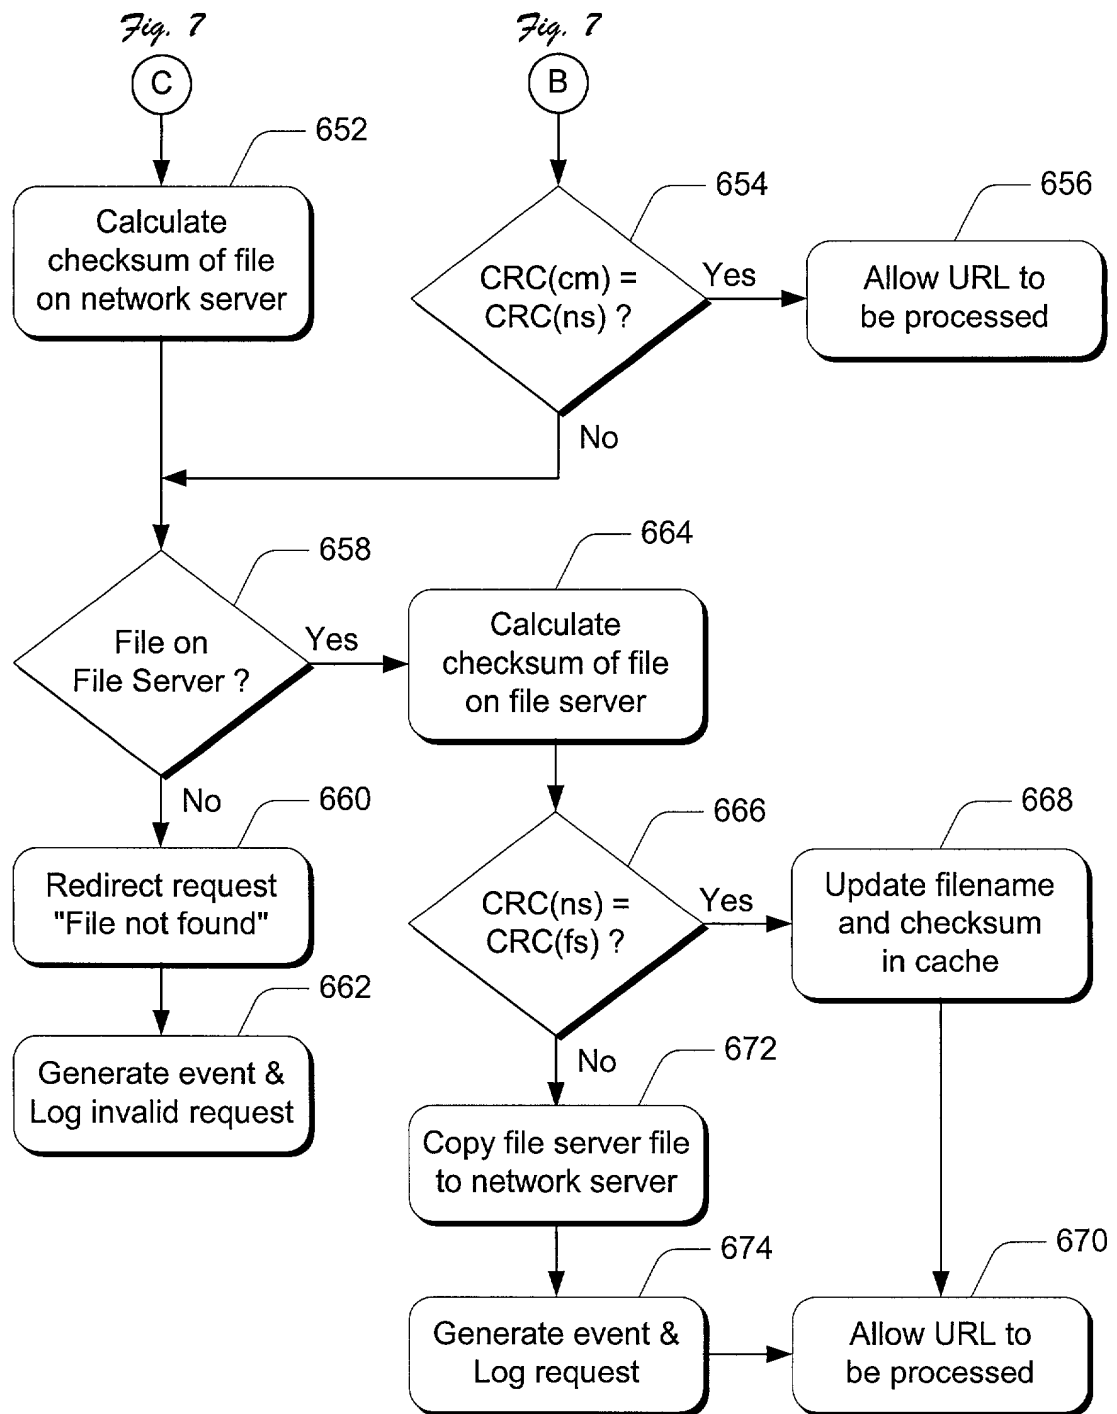 Fig. 7
Fig. 7
C
B
652
654
656
Calculate
checksum of file
on network server
CRC(cm) =
CRC(ns) ?
Yes
Allow URL to
be processed
No
658
664
File on
File Server ?
Yes
Calculate
checksum of file
on file server
No
660
666
668
Redirect request
"File not found"
CRC(ns) =
CRC(fs) ?
Yes
Update filename
and checksum
in cache
662
Generate event &
Log invalid request
No
672
Copy file server file
to network server
674
670
Generate event &
Log request
Allow URL to
be processed